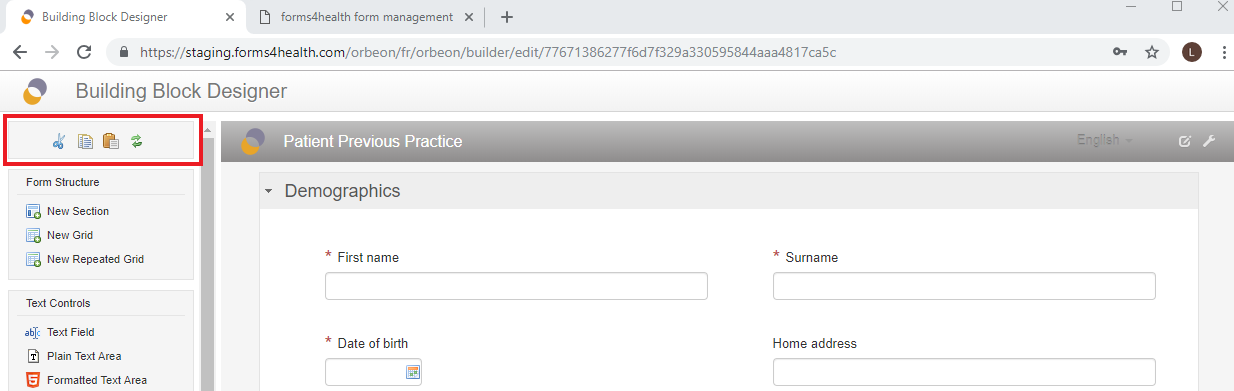 Building Block Designer
forms4health form management
https://staging.forms4health.com/orbeon/fr/orbeon/builder/edit/77671386277f6d7f329a330595844aaa4817ca5c
L
Building Block Designer
Patient Previous Practice
English
Form Structure
New Section
New Grid
New Repeated Grid
Text Controls
abc Text Field
T Plain Text Area
5 Formatted Text Area
Demographics
* First name
* Surname
* Date of birth
Home address